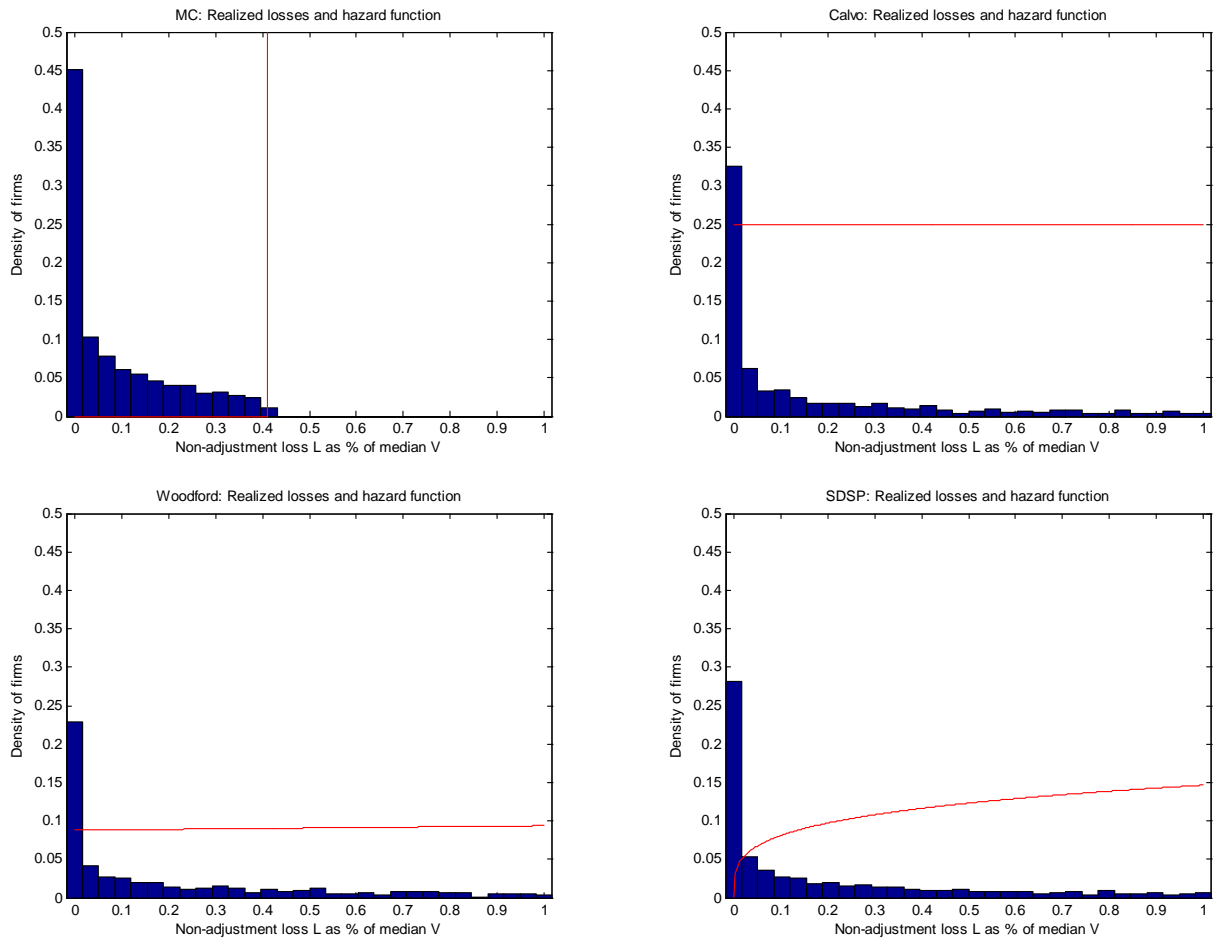 MC: Realized losses and hazard function
0.5
0.45
0.4
0.35
0.3
0.25
0.2
0.15
0.1
0.05
0
Density of firms
0 0.1 0.2 0.3 0.4 0.5 0.6 0.7 0.8 0.9 1
Non-adjustment loss L as % of median V
Calvo: Realized losses and hazard function
0.5
0.45
0.4
0.35
0.3
0.25
0.2
0.15
0.1
0.05
0
Density of firms
0 0.1 0.2 0.3 0.4 0.5 0.6 0.7 0.8 0.9 1
Non-adjustment loss L as % of median V
Woodford: Realized losses and hazard function
0.5
0.45
0.4
0.35
0.3
0.25
0.2
0.15
0.1
0.05
0
Density of firms
0 0.1 0.2 0.3 0.4 0.5 0.6 0.7 0.8 0.9 1
Non-adjustment loss L as % of median V
SDSP: Realized losses and hazard function
0.5
0.45
0.4
0.35
0.3
0.25
0.2
0.15
0.1
0.05
0
Density of firms
0 0.1 0.2 0.3 0.4 0.5 0.6 0.7 0.8 0.9 1
Non-adjustment loss L as % of median V